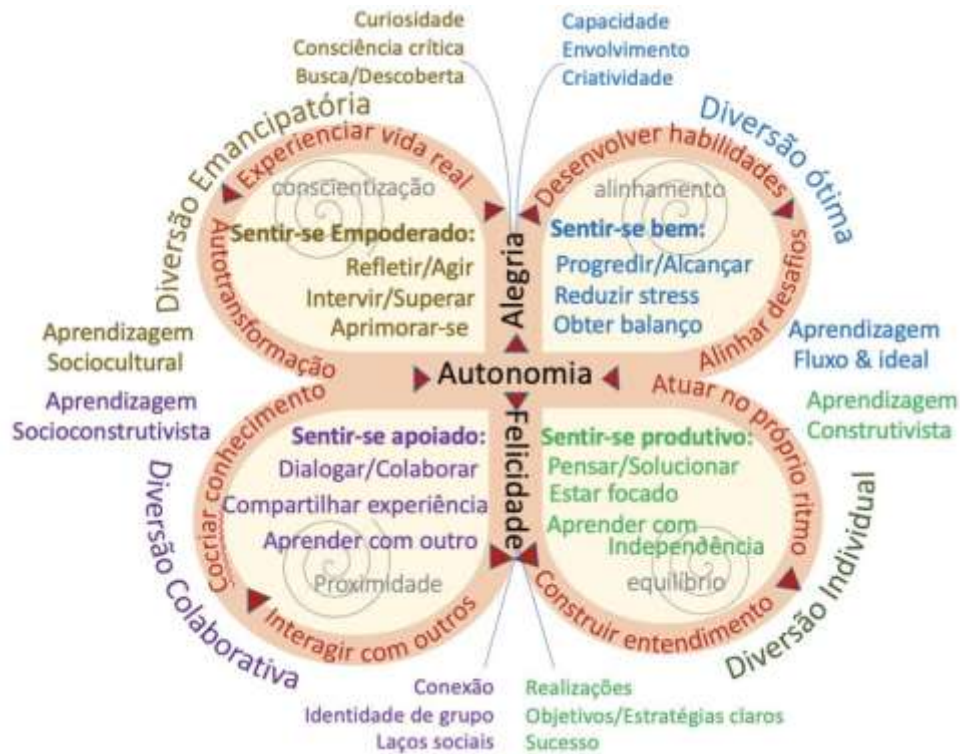 Curiosidade
Consciência crítica
Busca/Descoberta
Capacidade
Envolvimento
Criatividade
Diversão Emancipatória
Experienciar vida real
Autotransformação
conscientização
Sentir-se Empoderado:
Refletir/Agir
Intervir/Superar
Aprimorar-se
Aprendizagem
Sociocultural
Diversão ótima
Desenvolver habilidades
Alinhar desafios
alinhamento
Sentir-se bem:
Progredir/Alcançar
Reduzir stress
Obter balanço
Aprendizagem
Fluxo & ideal
Alegria
Autonomia
Felicidade
Aprendizagem
Socioconstrutivista
Diversão Colaborativa
Cocriar conhecimento
Interagir com outros
Sentir-se apoiado:
Dialogar/Colaborar
Compartilhar experiência
Aprender com outro
Proximidade
Aprendizagem
Construtivista
Diversão Individual
Atuar no próprio ritmo
Construir entendimento
Sentir-se produtivo:
Pensar/Solucionar
Estar focado
Aprender com
Independência
equilíbrio
Conexão
Identidade de grupo
Laços sociais
Realizações
Objetivos/Estratégias claros
Sucesso